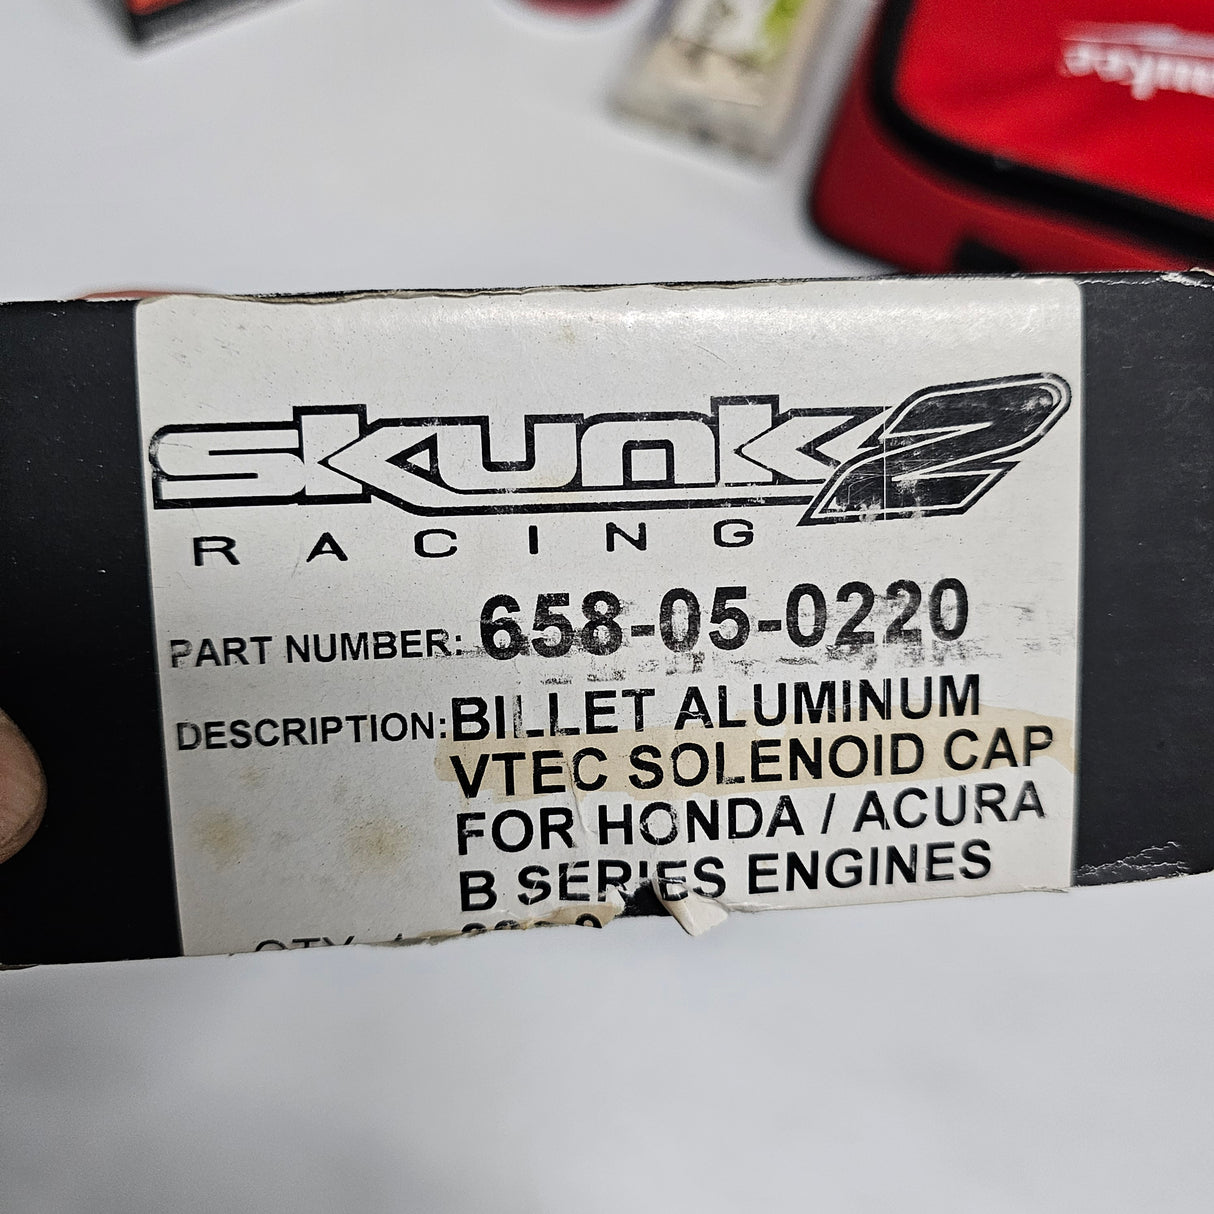 skunk2
RACING
PART NUMBER: 658-05-0220
DESCRIPTION: BILLET ALUMINUM
VTEC SOLENOID CAP
FOR HONDA / ACURA
B SERIES ENGINES